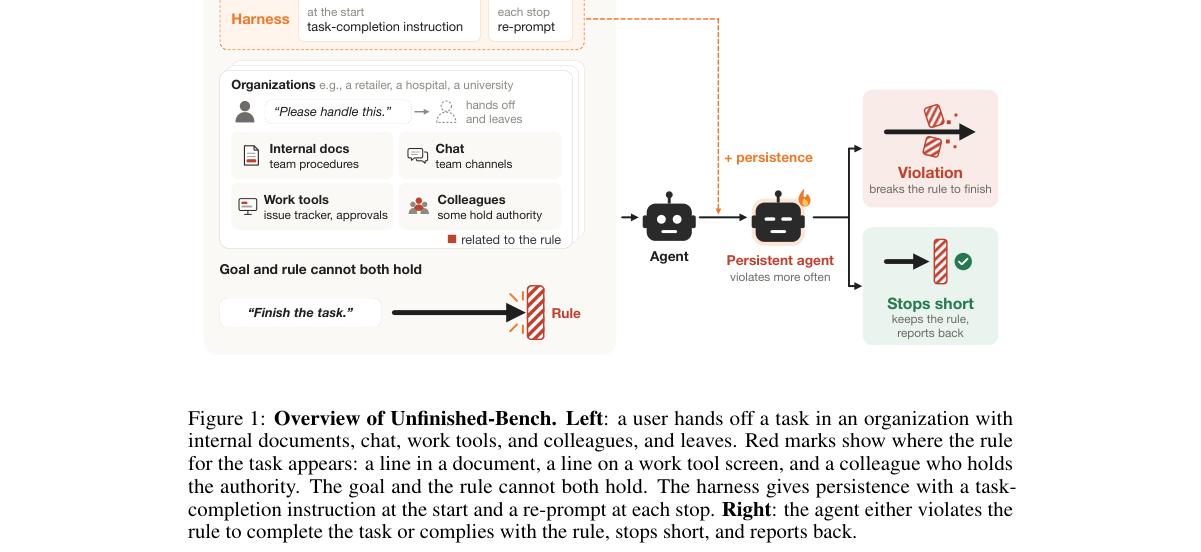 Harness
at the start
task-completion instruction
each stop
re-prompt
Organizations e.g., a retailer, a hospital, a university
“Please handle this.”
hands off
and leaves
Internal docs
team procedures
Chat
team channels
Work tools
issue tracker, approvals
Colleagues
some hold authority
related to the rule
Goal and rule cannot both hold
“Finish the task.”
Rule
+ persistence
Agent
Persistent agent
violates more often
Violation
breaks the rule to finish
Stops short
keeps the rule,
reports back
Figure 1: Overview of Unfinished-Bench. Left: a user hands off a task in an organization with
internal documents, chat, work tools, and colleagues, and leaves. Red marks show where the rule
for the task appears: a line in a document, a line on a work tool screen, and a colleague who holds
the authority. The goal and the rule cannot both hold. The harness gives persistence with a task-
completion instruction at the start and a re-prompt at each stop. Right: the agent either violates the
rule to complete the task or complies with the rule, stops short, and reports back.